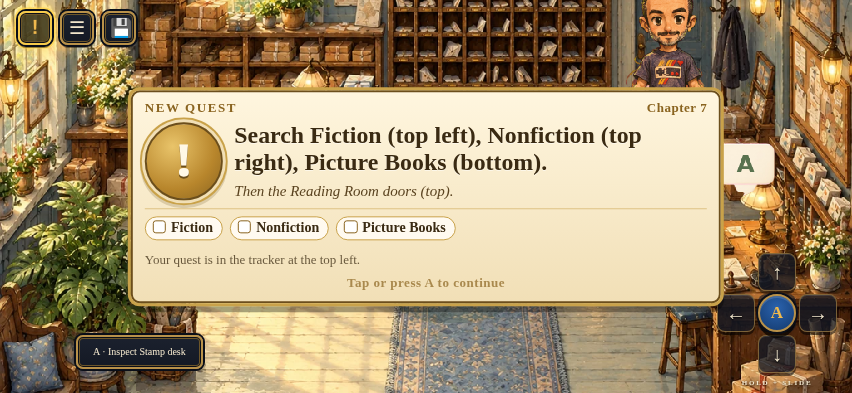 !
☰
NEW QUEST
Chapter 7
!
Search Fiction (top left), Nonfiction (top
right), Picture Books (bottom).
Then the Reading Room doors (top).
Fiction
Nonfiction
Picture Books
Your quest is in the tracker at the top left.
Tap or press A to continue
A
↑
←
A
→
↓
A · Inspect Stamp desk
HOLD · SLIDE